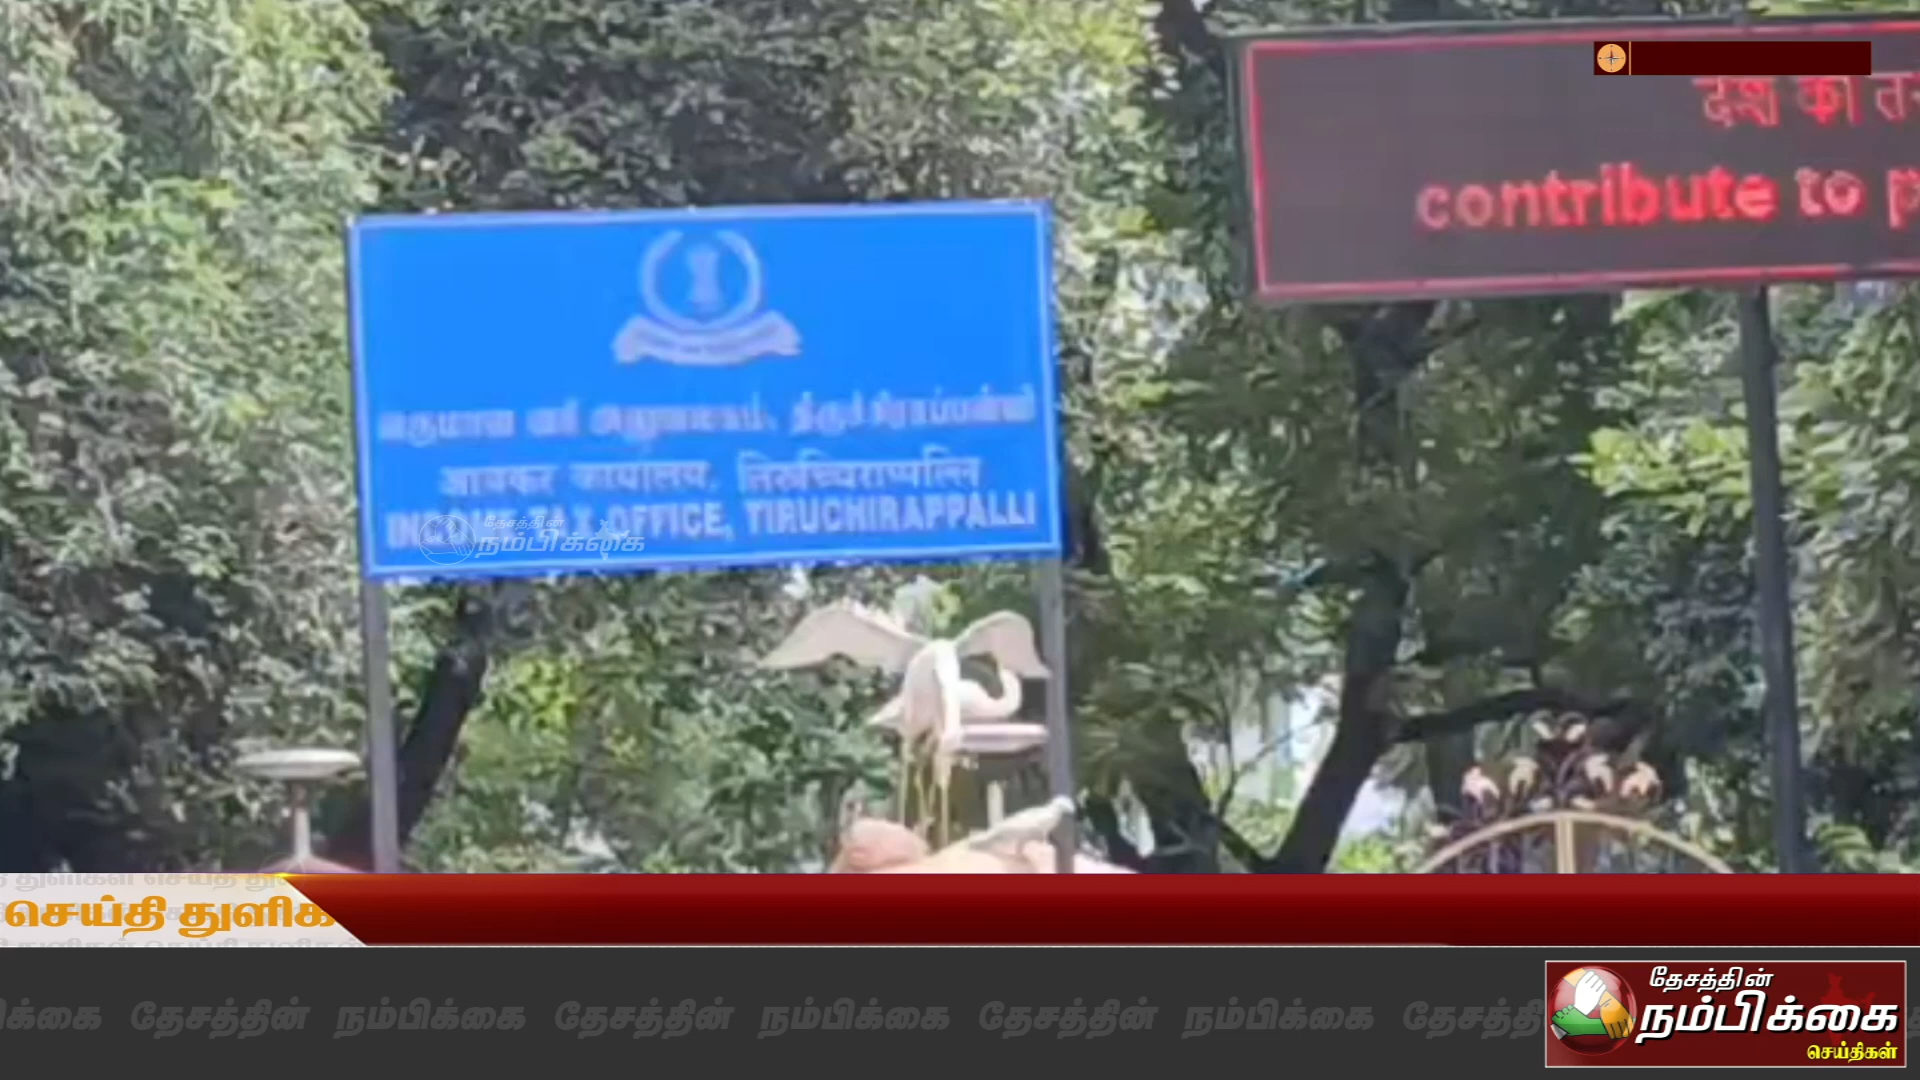 देश की
contribute to p
வருமான வரி அலுவலகம், திருச்சிராப்பள்ளி
आयकर कार्यालय, तिरुच्चिराप्पल्लि
INCOME TAX OFFICE, TIRUCHIRAPPALLI
தேசத்தின்
நம்பிக்கை
செய்தி துளிக
தேசத்தின் நம்பிக்கை தேசத்தின் நம்பிக்கை தேசத்தின் நம்பிக்கை
தேசத்தின்
நம்பிக்கை
செய்திகள்